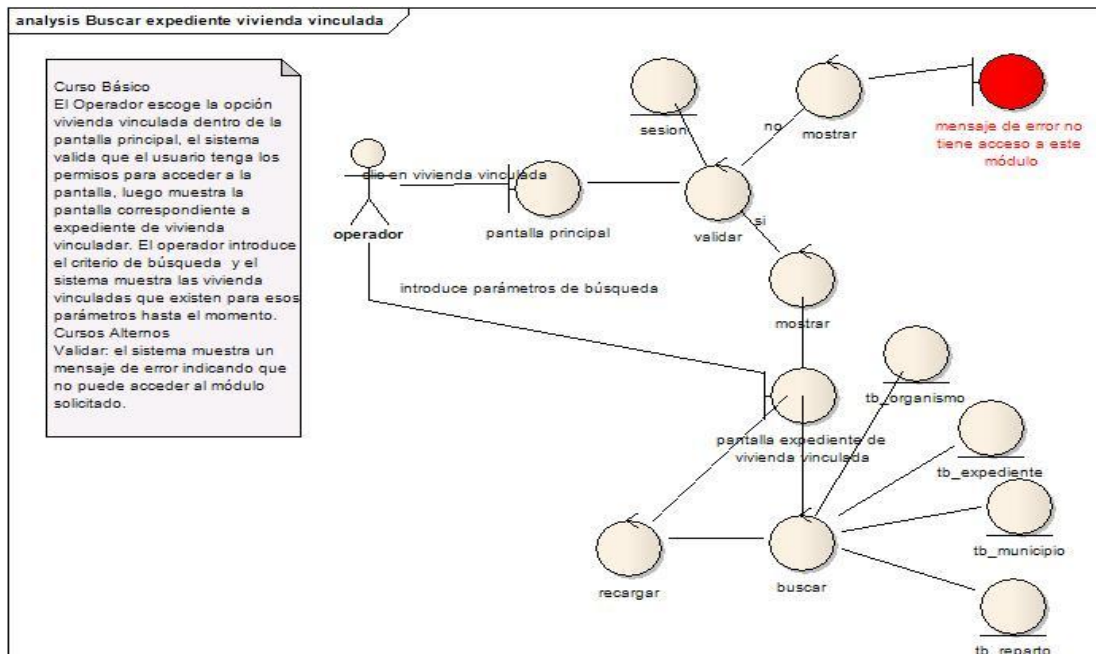 analysis Buscar expediente vivienda vinculada
Curso Básico
El Operador escoge la opción
vivienda vinculada dentro de la
pantalla principal, el sistema
valida que el usuario tenga los
permisos para acceder a la
pantalla, luego muestra la
pantalla correspondiente a
expediente de vivienda
vinculadar. El operador introduce
el criterio de búsqueda y el
sistema muestra las vivienda
vinculadas que existen para esos
parámetros hasta el momento.
Cursos Alternos
Validar: el sistema muestra un
mensaje de error indicando que
no puede acceder al módulo
solicitado.
sesion
no
mostrar
mensaje de error no
tiene acceso a este
módulo
clic en vivienda vinculada
operador
pantalla principal
validar
si
introduce parámetros de búsqueda
mostrar
tb_organismo
pantalla expediente de
vivienda vinculada
tb_expediente
tb_municipio
recargar
buscar
tb_reparto